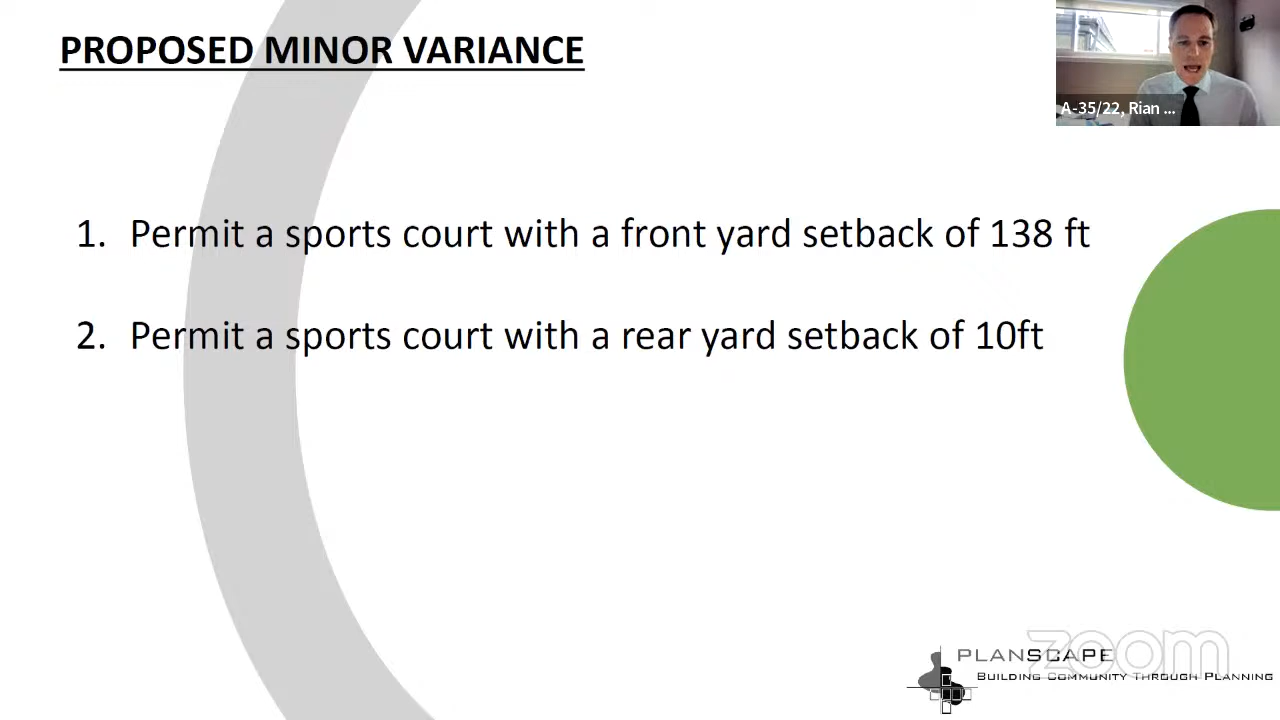 PROPOSED MINOR VARIANCE
A-35/22, Rian ...
1. Permit a sports court with a front yard setback of 138 ft
2. Permit a sports court with a rear yard setback of 10ft
zoom
PLANSCAPE
BUILDING COMMUNITY THROUGH PLANNING